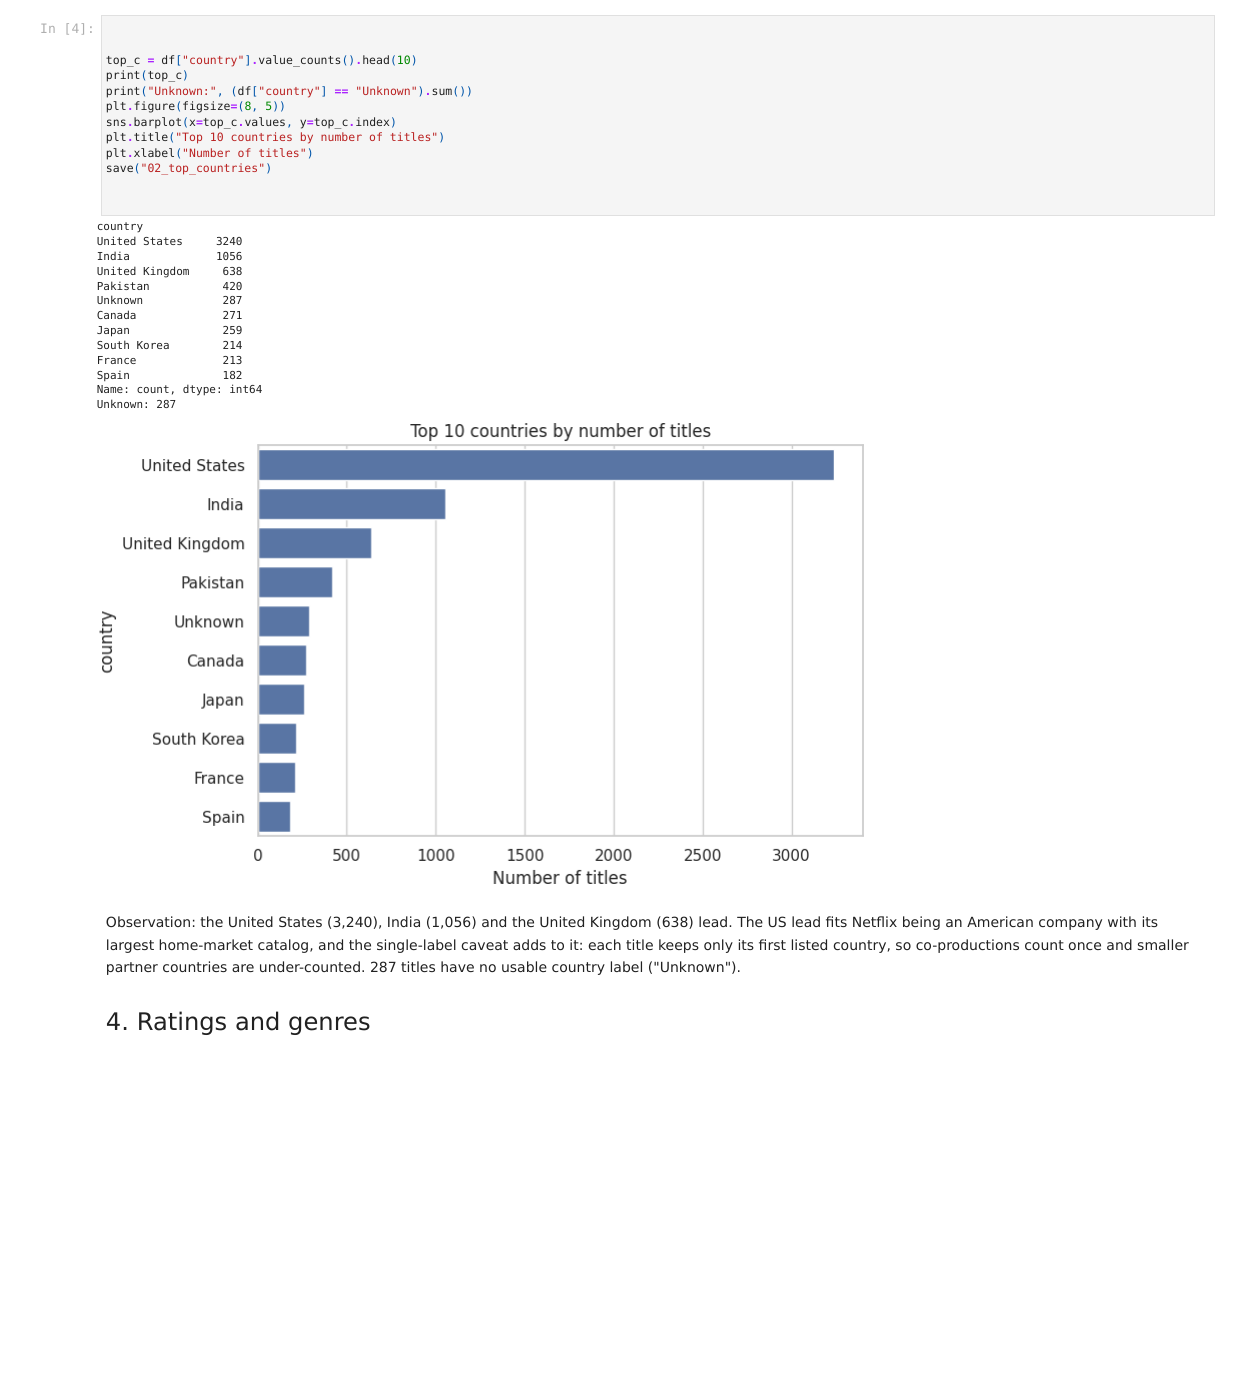 In [4]:
top_c = df["country"].value_counts().head(10)
print(top_c)
print("Unknown:", (df["country"] == "Unknown").sum())
plt.figure(figsize=(8, 5))
sns.barplot(x=top_c.values, y=top_c.index)
plt.title("Top 10 countries by number of titles")
plt.xlabel("Number of titles")
save("02_top_countries")
country
United States     3240
India             1056
United Kingdom     638
Pakistan           420
Unknown            287
Canada             271
Japan              259
South Korea        214
France             213
Spain              182
Name: count, dtype: int64
Unknown: 287
Top 10 countries by number of titles
country
United States
India
United Kingdom
Pakistan
Unknown
Canada
Japan
South Korea
France
Spain
0 500 1000 1500 2000 2500 3000
Number of titles
Observation: the United States (3,240), India (1,056) and the United Kingdom (638) lead. The US lead fits Netflix being an American company with its
largest home-market catalog, and the single-label caveat adds to it: each title keeps only its first listed country, so co-productions count once and smaller
partner countries are under-counted. 287 titles have no usable country label ("Unknown").
4. Ratings and genres